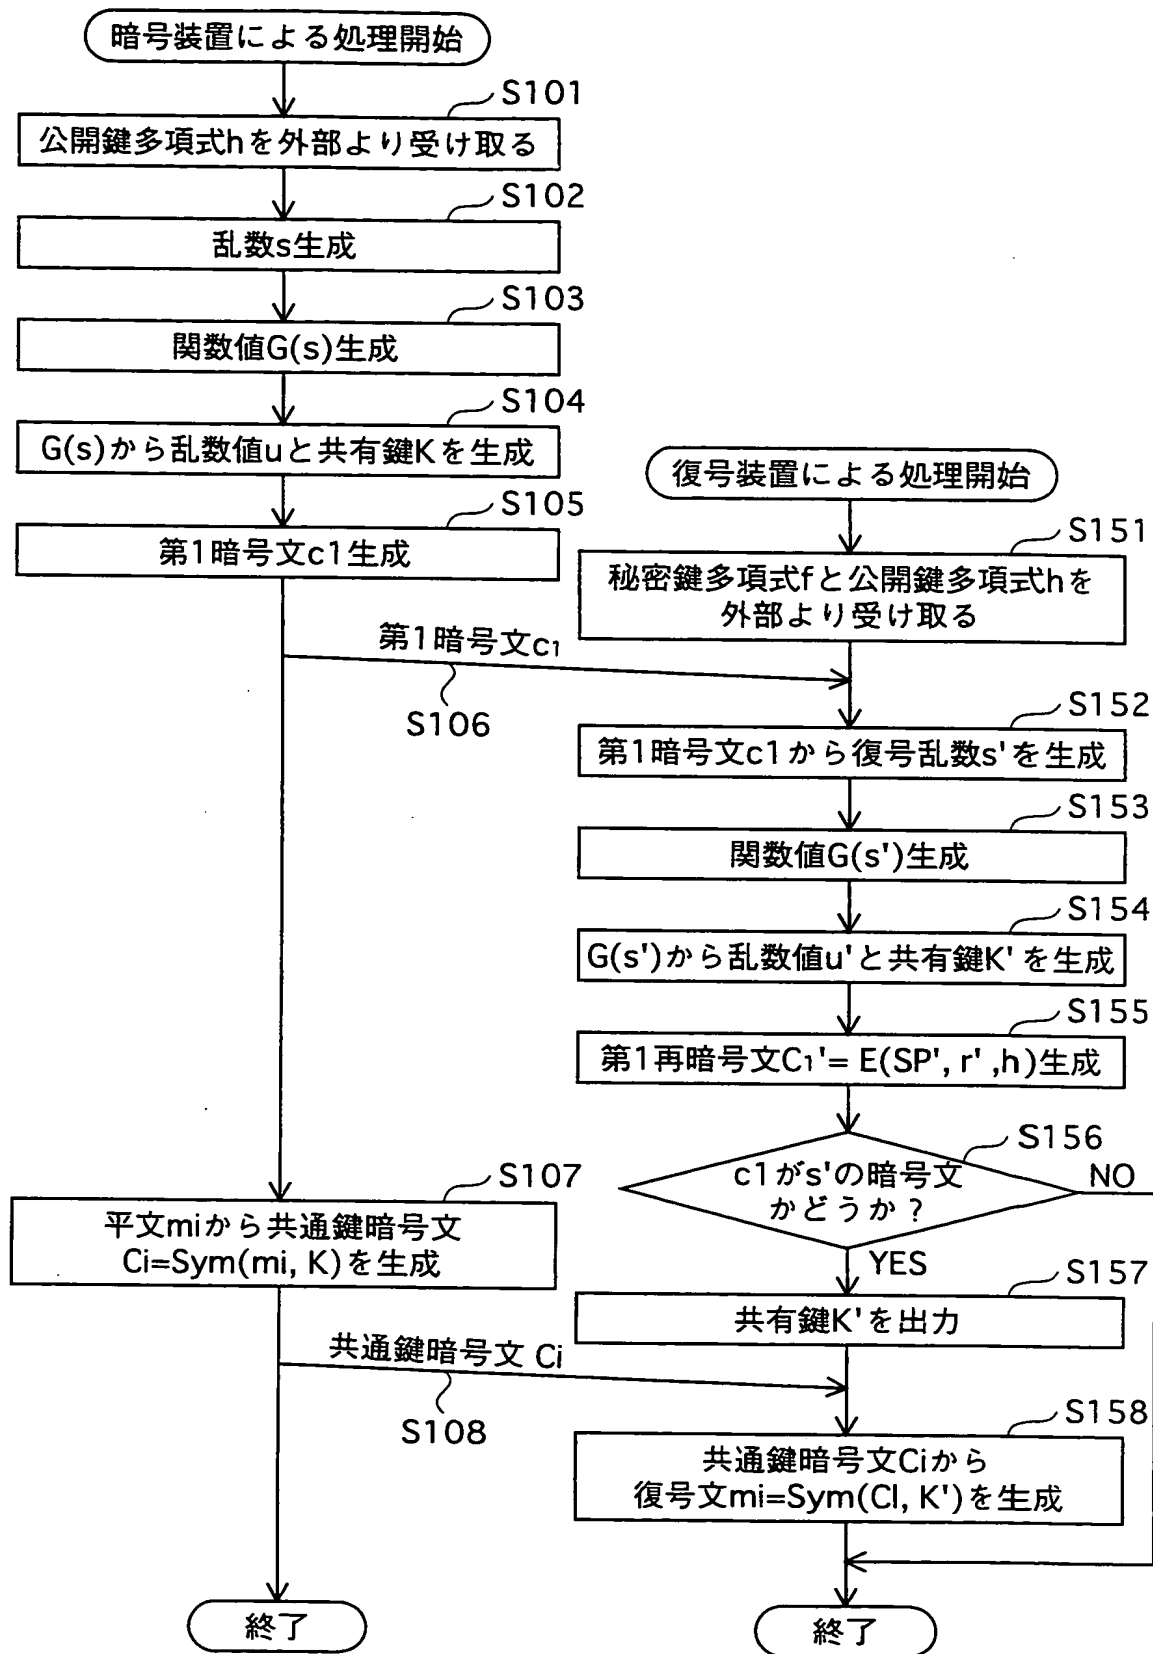 暗号装置による処理開始
S101
公開鍵多項式hを外部より受け取る
S102
乱数s生成
S103
関数値G(s)生成
S104
G(s)から乱数値uと共有鍵Kを生成
S105
第1暗号文c1生成
第1暗号文c1
S106
S107
平文miから共通鍵暗号文
Ci=Sym(mi, K)を生成
共通鍵暗号文 Ci
S108
終了
復号装置による処理開始
S151
秘密鍵多項式fと公開鍵多項式hを
外部より受け取る
S152
第1暗号文c1から復号乱数s'を生成
S153
関数値G(s')生成
S154
G(s')から乱数値u'と共有鍵K'を生成
S155
第1再暗号文C1'= E(SP', r' ,h)生成
S156
c1がs'の暗号文
かどうか?
NO
YES
S157
共有鍵K'を出力
S158
共通鍵暗号文Ciから
復号文mi=Sym(CI, K')を生成
終了